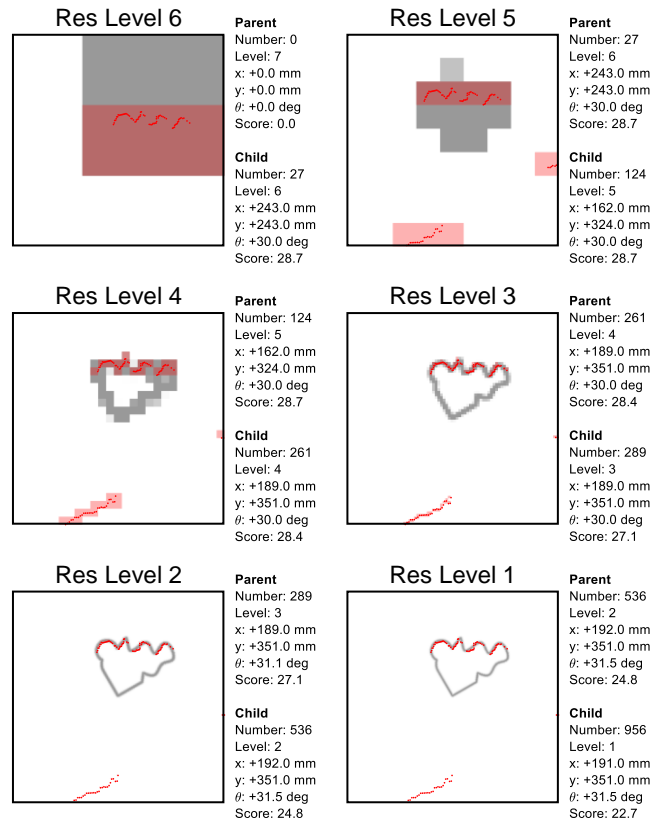 Res Level 6
Parent
Number: 0
Level: 7
x: +0.0 mm
y: +0.0 mm
θ: +0.0 deg
Score: 0.0
Child
Number: 27
Level: 6
x: +243.0 mm
y: +243.0 mm
θ: +30.0 deg
Score: 28.7
Res Level 5
Parent
Number: 27
Level: 6
x: +243.0 mm
y: +243.0 mm
θ: +30.0 deg
Score: 28.7
Child
Number: 124
Level: 5
x: +162.0 mm
y: +324.0 mm
θ: +30.0 deg
Score: 28.7
Res Level 4
Parent
Number: 124
Level: 5
x: +162.0 mm
y: +324.0 mm
θ: +30.0 deg
Score: 28.7
Child
Number: 261
Level: 4
x: +189.0 mm
y: +351.0 mm
θ: +30.0 deg
Score: 28.4
Res Level 3
Parent
Number: 261
Level: 4
x: +189.0 mm
y: +351.0 mm
θ: +30.0 deg
Score: 28.4
Child
Number: 289
Level: 3
x: +189.0 mm
y: +351.0 mm
θ: +30.0 deg
Score: 27.1
Res Level 2
Parent
Number: 289
Level: 3
x: +189.0 mm
y: +351.0 mm
θ: +31.1 deg
Score: 27.1
Child
Number: 536
Level: 2
x: +192.0 mm
y: +351.0 mm
θ: +31.5 deg
Score: 24.8
Res Level 1
Parent
Number: 536
Level: 2
x: +192.0 mm
y: +351.0 mm
θ: +31.5 deg
Score: 24.8
Child
Number: 956
Level: 1
x: +191.0 mm
y: +351.0 mm
θ: +31.5 deg
Score: 22.7